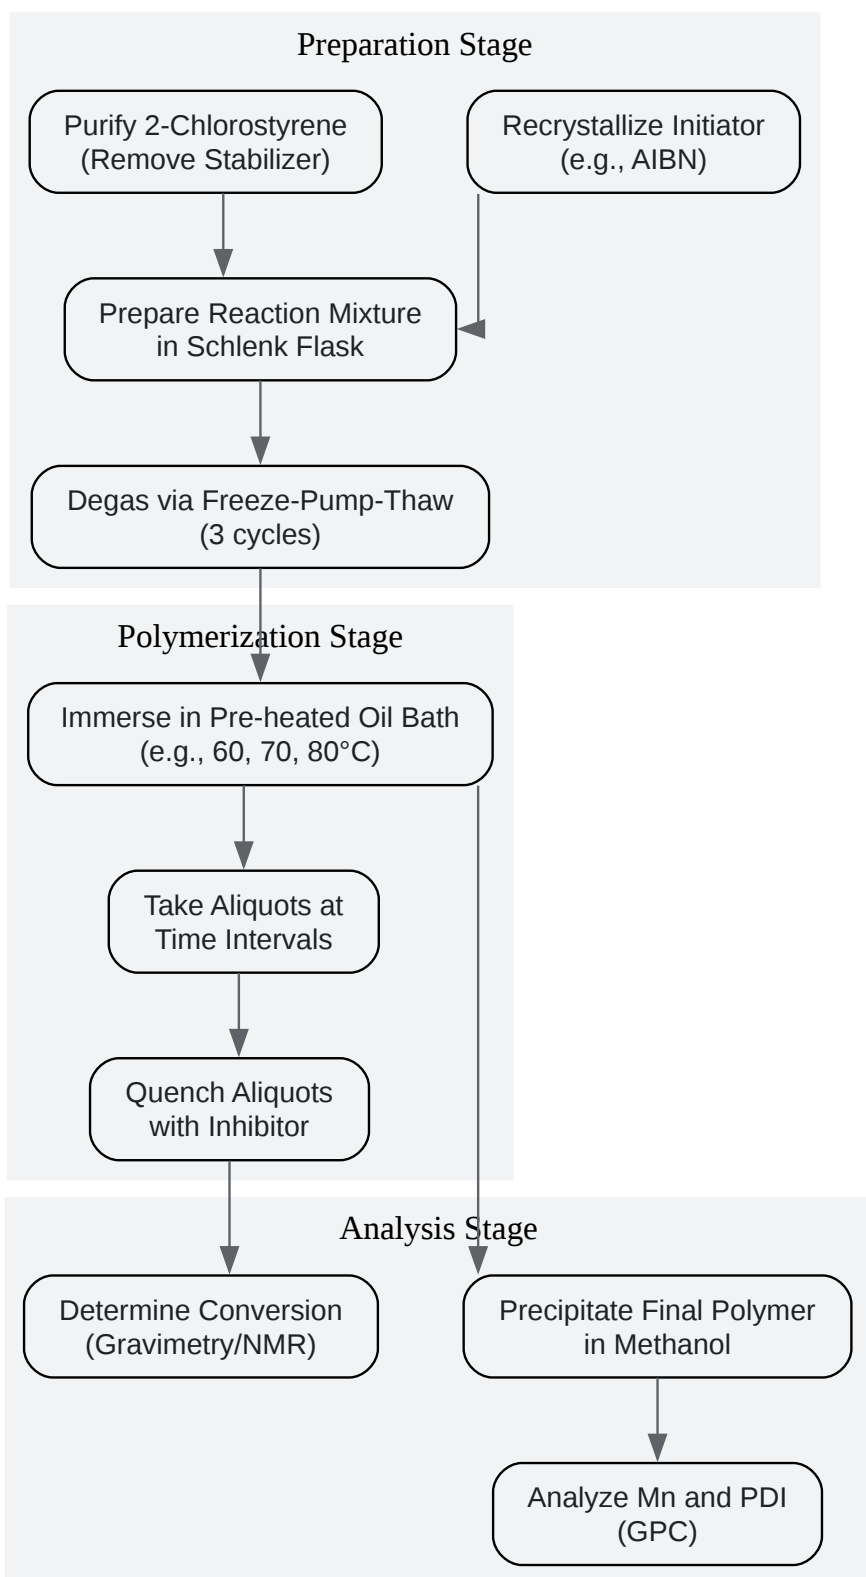 Preparation Stage
Purify 2-Chlorostyrene
(Remove Stabilizer)
Recrystallize Initiator
(e.g., AIBN)
Prepare Reaction Mixture
in Schlenk Flask
Degas via Freeze-Pump-Thaw
(3 cycles)
Polymerization Stage
Immerse in Pre-heated Oil Bath
(e.g., 60, 70, 80°C)
Take Aliquots at
Time Intervals
Quench Aliquots
with Inhibitor
Analysis Stage
Determine Conversion
(Gravimetry/NMR)
Precipitate Final Polymer
in Methanol
Analyze Mn and PDI
(GPC)